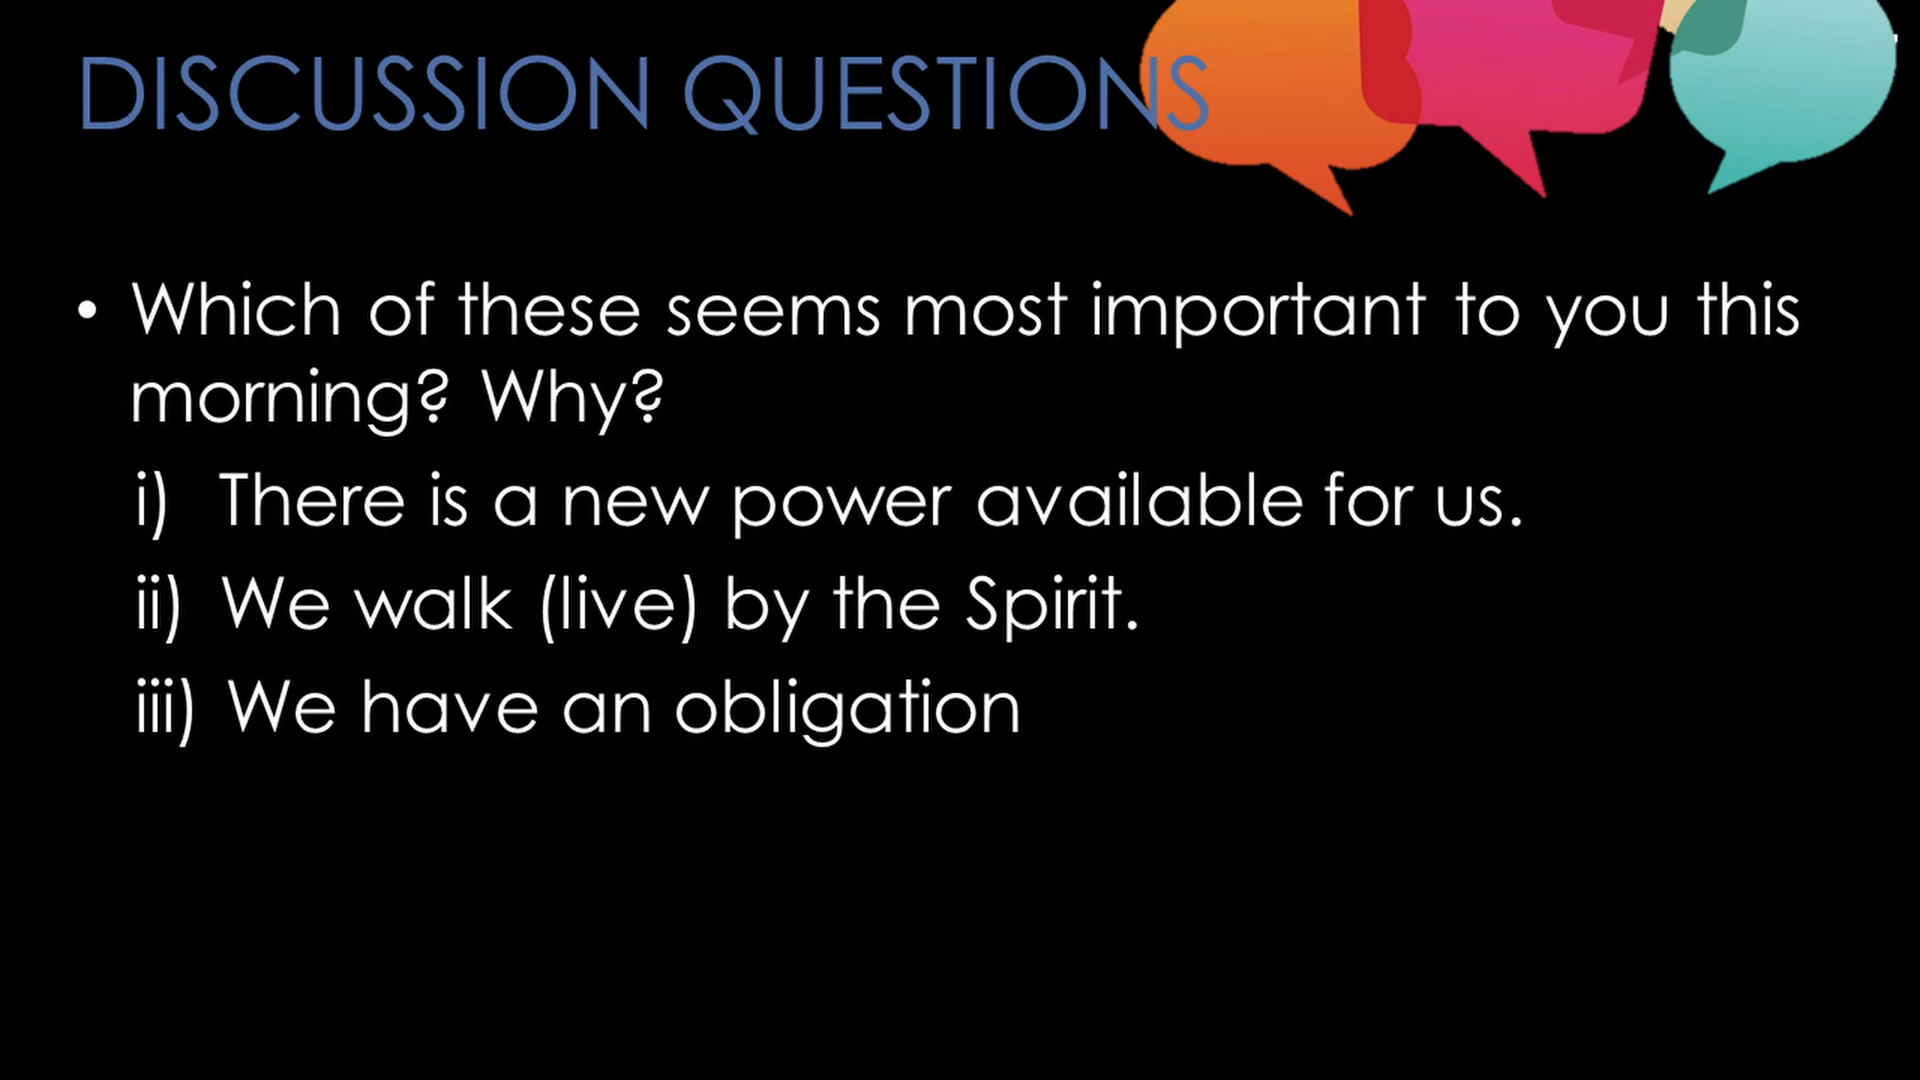 DISCUSSION QUESTIONS
• Which of these seems most important to you this
morning? Why?
i) There is a new power available for us.
ii) We walk (live) by the Spirit.
iii) We have an obligation